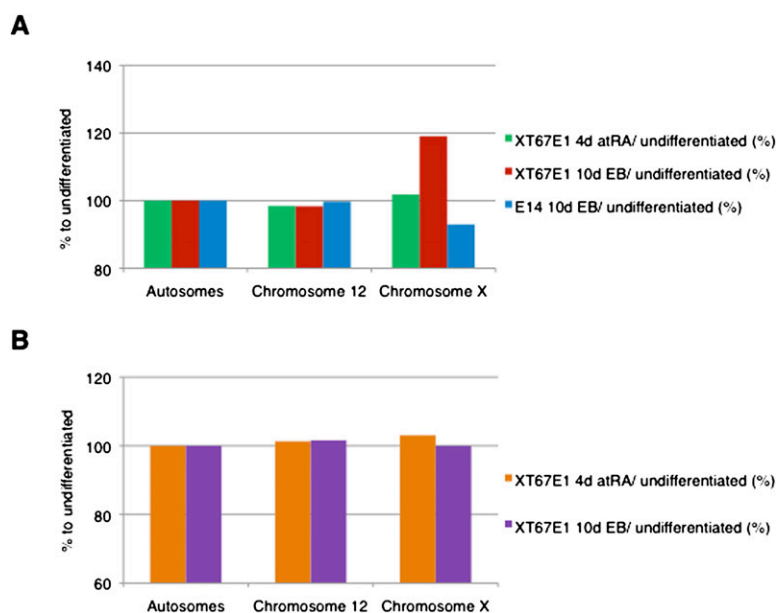 A
% to undifferentiated
140
120
100
80
Autosomes
Chromosome 12
Chromosome X
XT67E1 4d atRA/ undifferentiated (%)
XT67E1 10d EB/ undifferentiated (%)
E14 10d EB/ undifferentiated (%)
B
% to undifferentiated
120
100
80
60
Autosomes
Chromosome 12
Chromosome X
XT67E1 4d atRA/ undifferentiated (%)
XT67E1 10d EB/ undifferentiated (%)